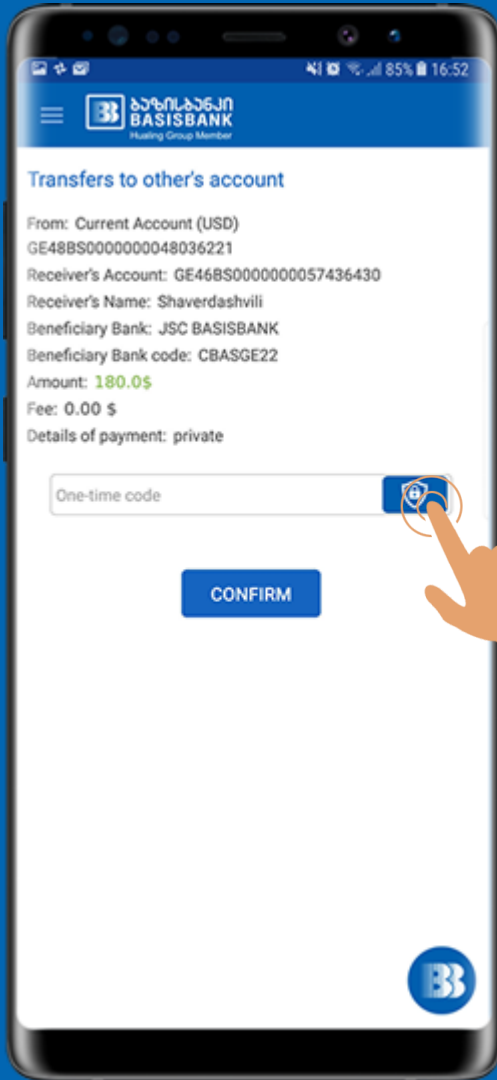 85% 16:52
ᲑᲐᲖᲘᲡᲑᲐᲜᲙᲘ
BASISBANK
Hualing Group Member
Transfers to other's account
From: Current Account (USD)
GE48BS0000000048036221
Receiver's Account: GE46BS0000000057436430
Receiver's Name: Shaverdashvili
Beneficiary Bank: JSC BASISBANK
Beneficiary Bank code: CBASGE22
Amount: 180.0$
Fee: 0.00 $
Details of payment: private
One-time code
CONFIRM